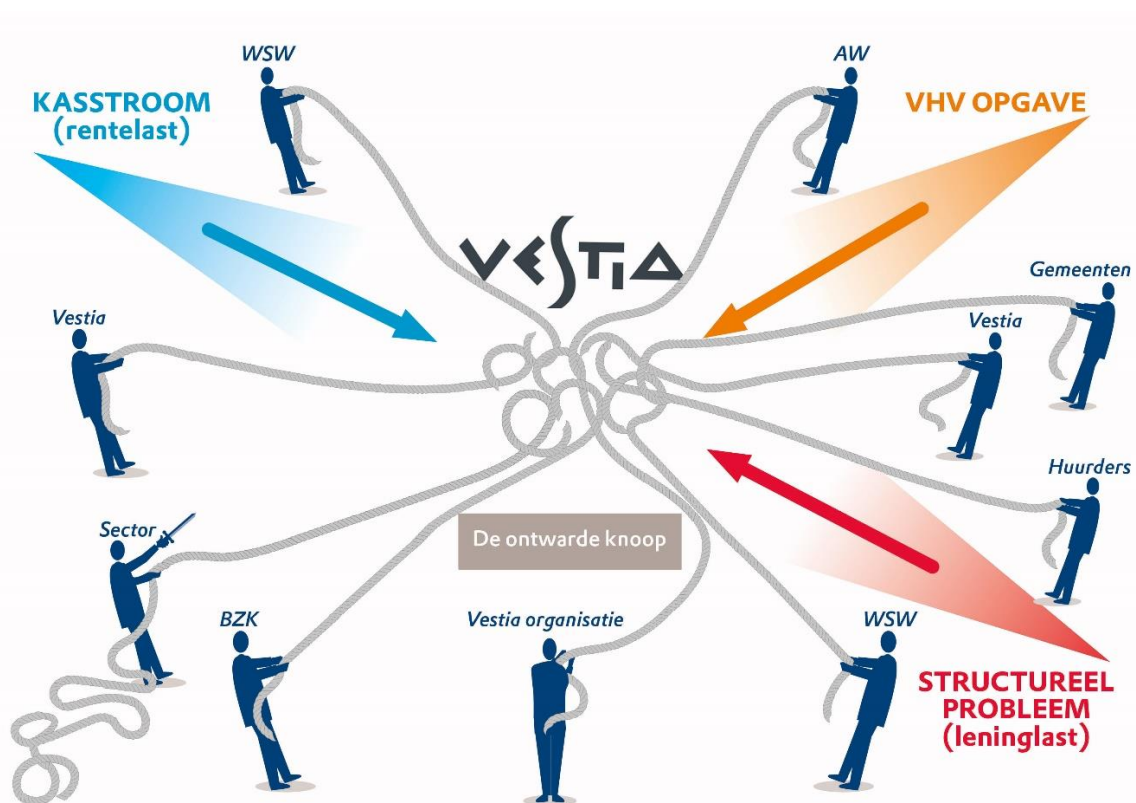 WSW
AW
KASSTROOM
(rentelast)
VHV OPGAVE
VESTIA
Gemeenten
Vestia
Vestia
Huurders
Sector
De ontwarde knoop
BZK
Vestia organisatie
WSW
STRUCTUREEL
PROBLEEM
(leninglast)